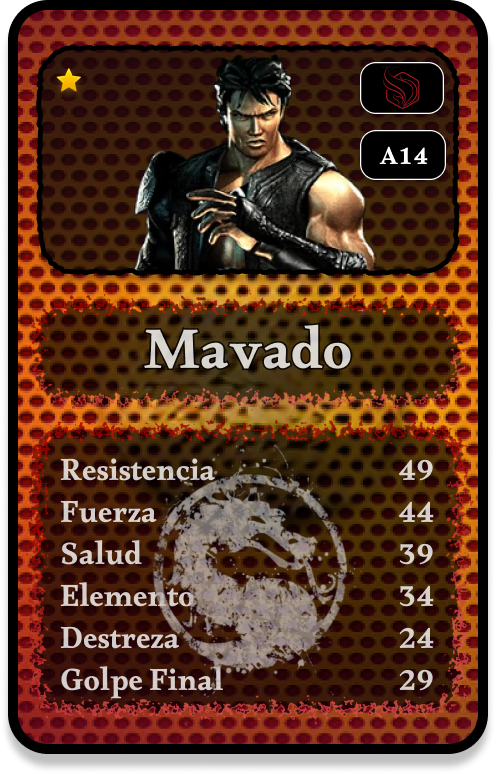 A14
Mavado
Resistencia 49
Fuerza 44
Salud 39
Elemento 34
Destreza 24
Golpe Final 29